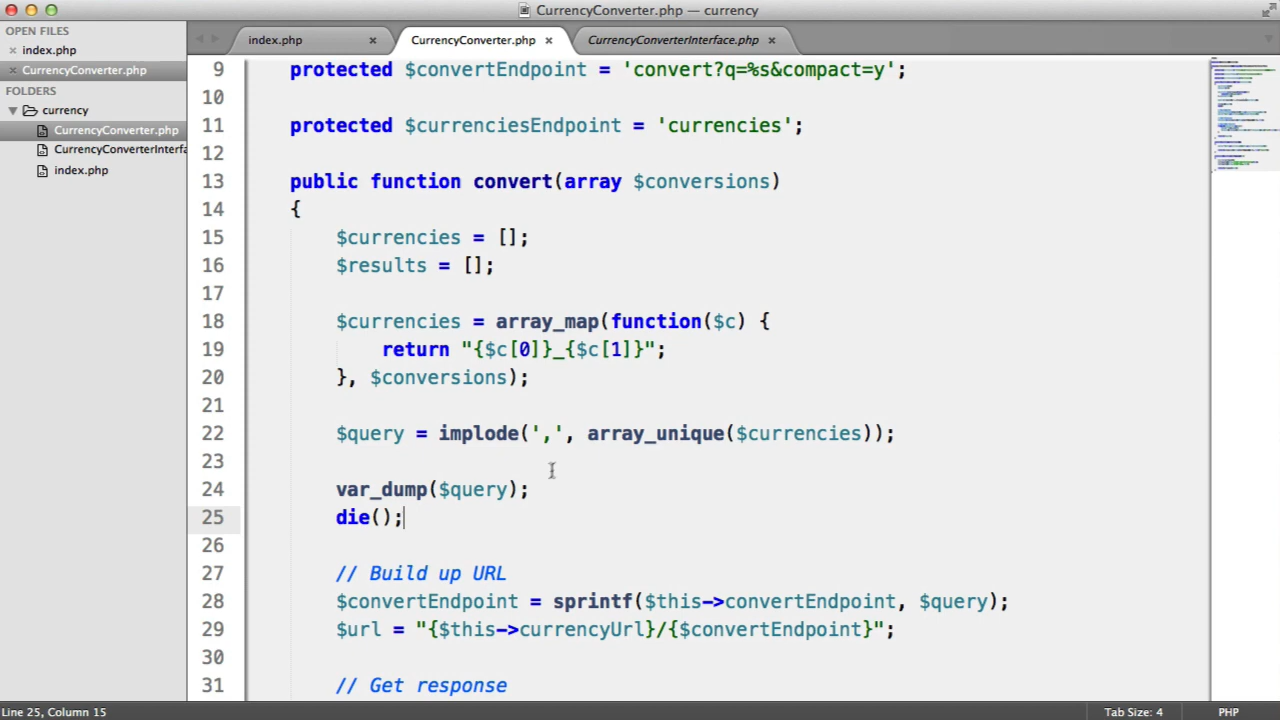 CurrencyConverter.php — currency
OPEN FILES
index.php
CurrencyConverter.php
FOLDERS
currency
CurrencyConverter.php
CurrencyConverterInterfa
index.php
index.php
CurrencyConverter.php
CurrencyConverterInterface.php
9 protected $convertEndpoint = 'convert?q=%s&compact=y';
10
11 protected $currenciesEndpoint = 'currencies';
12
13 public function convert(array $conversions)
14 {
15 $currencies = [];
16 $results = [];
17
18 $currencies = array_map(function($c) {
19 return "{$c[0]}_{$c[1]}";
20 }, $conversions);
21
22 $query = implode(',', array_unique($currencies));
23
24 var_dump($query);
25 die();
26
27 // Build up URL
28 $convertEndpoint = sprintf($this->convertEndpoint, $query);
29 $url = "{$this->currencyUrl}/{$convertEndpoint}";
30
31 // Get response
Line 25, Column 15
Tab Size: 4
PHP